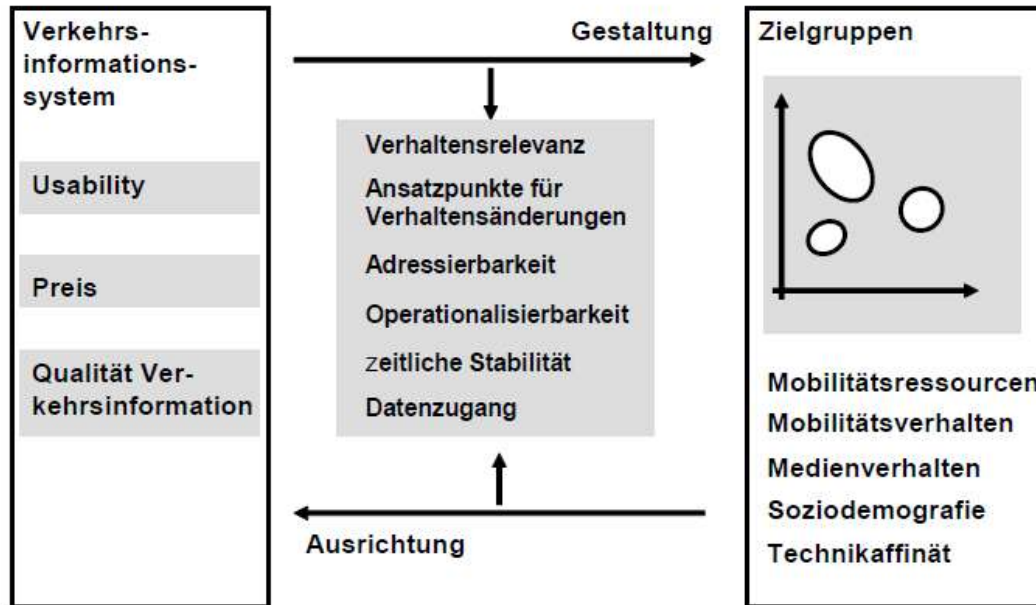 Verkehrs-
informations-
system
Usability
Preis
Qualität Ver-
kehrsinformation
Gestaltung
Verhaltensrelevanz
Ansatzpunkte für
Verhaltensänderungen
Adressierbarkeit
Operationalisierbarkeit
zeitliche Stabilität
Datenzugang
Ausrichtung
Zielgruppen
Mobilitätsressourcen
Mobilitätsverhalten
Medienverhalten
Soziodemografie
Technikaffinät